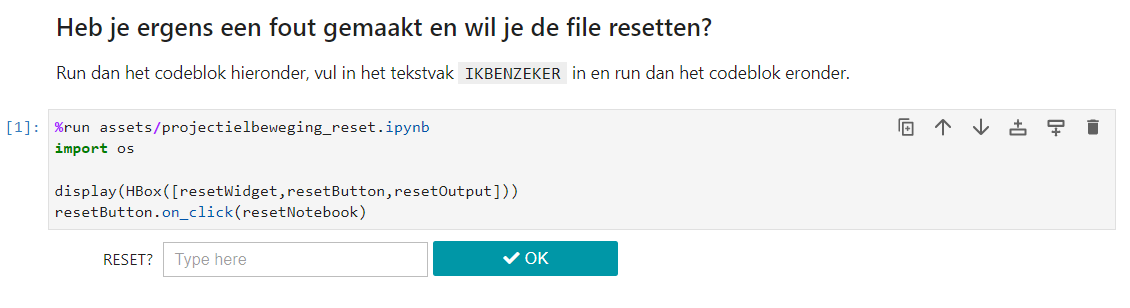 Heb je ergens een fout gemaakt en wil je de file resetten?
Run dan het codeblok hieronder, vul in het tekstvak IKBENZEKER in en run dan het codeblok eronder.
[1]: %run assets/projectielbeweging_reset.ipynb
import os
display(HBox([resetWidget,resetButton,resetOutput]))
resetButton.on_click(resetNotebook)
RESET? Type here OK